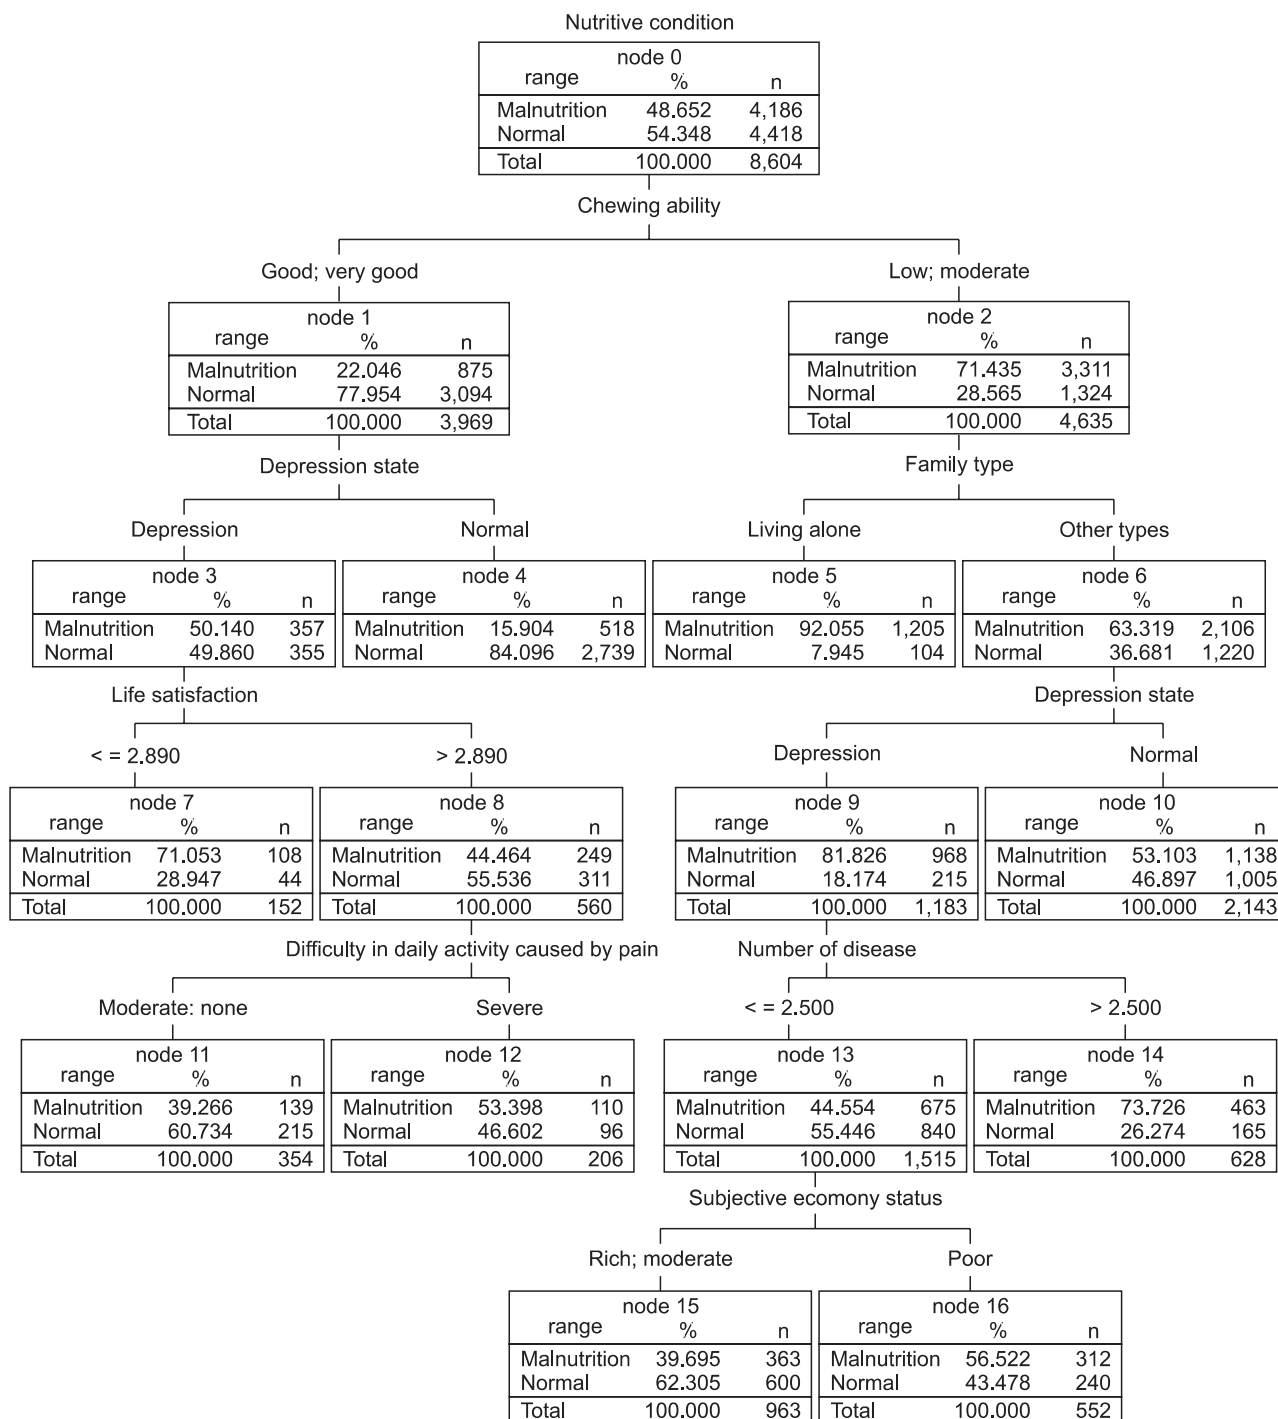 Nutritive condition
node 0
range % n
Malnutrition 48.652 4,186
Normal 54.348 4,418
Total 100.000 8,604
Chewing ability
Good; very good
Low; moderate
node 1
range % n
Malnutrition 22.046 875
Normal 77.954 3,094
Total 100.000 3,969
node 2
range % n
Malnutrition 71.435 3,311
Normal 28.565 1,324
Total 100.000 4,635
Depression state
Family type
Depression
Normal
Living alone
Other types
node 3
range % n
Malnutrition 50.140 357
Normal 49.860 355
node 4
range % n
Malnutrition 15.904 518
Normal 84.096 2,739
node 5
range % n
Malnutrition 92.055 1,205
Normal 7.945 104
node 6
range % n
Malnutrition 63.319 2,106
Normal 36.681 1,220
Life satisfaction
Depression state
< = 2.890
> 2.890
Depression
Normal
node 7
range % n
Malnutrition 71.053 108
Normal 28.947 44
Total 100.000 152
node 8
range % n
Malnutrition 44.464 249
Normal 55.536 311
Total 100.000 560
node 9
range % n
Malnutrition 81.826 968
Normal 18.174 215
Total 100.000 1,183
node 10
range % n
Malnutrition 53.103 1,138
Normal 46.897 1,005
Total 100.000 2,143
Difficulty in daily activity caused by pain
Number of disease
Moderate: none
Severe
< = 2.500
> 2.500
node 11
range % n
Malnutrition 39.266 139
Normal 60.734 215
Total 100.000 354
node 12
range % n
Malnutrition 53.398 110
Normal 46.602 96
Total 100.000 206
node 13
range % n
Malnutrition 44.554 675
Normal 55.446 840
Total 100.000 1,515
node 14
range % n
Malnutrition 73.726 463
Normal 26.274 165
Total 100.000 628
Subjective ecomony status
Rich; moderate
Poor
node 15
range % n
Malnutrition 39.695 363
Normal 62.305 600
Total 100.000 963
node 16
range % n
Malnutrition 56.522 312
Normal 43.478 240
Total 100.000 552